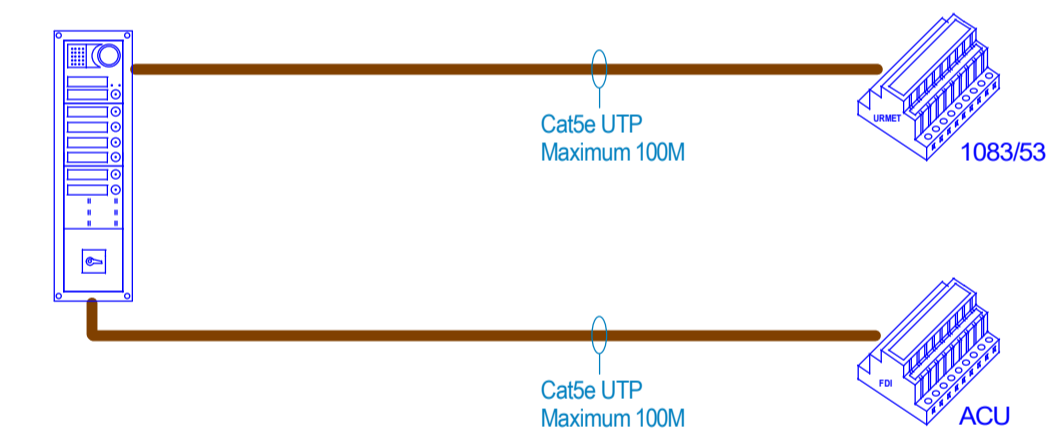 Cat5e UTP
Maximum 100M
URMET
1083/53
Cat5e UTP
Maximum 100M
FDI
ACU